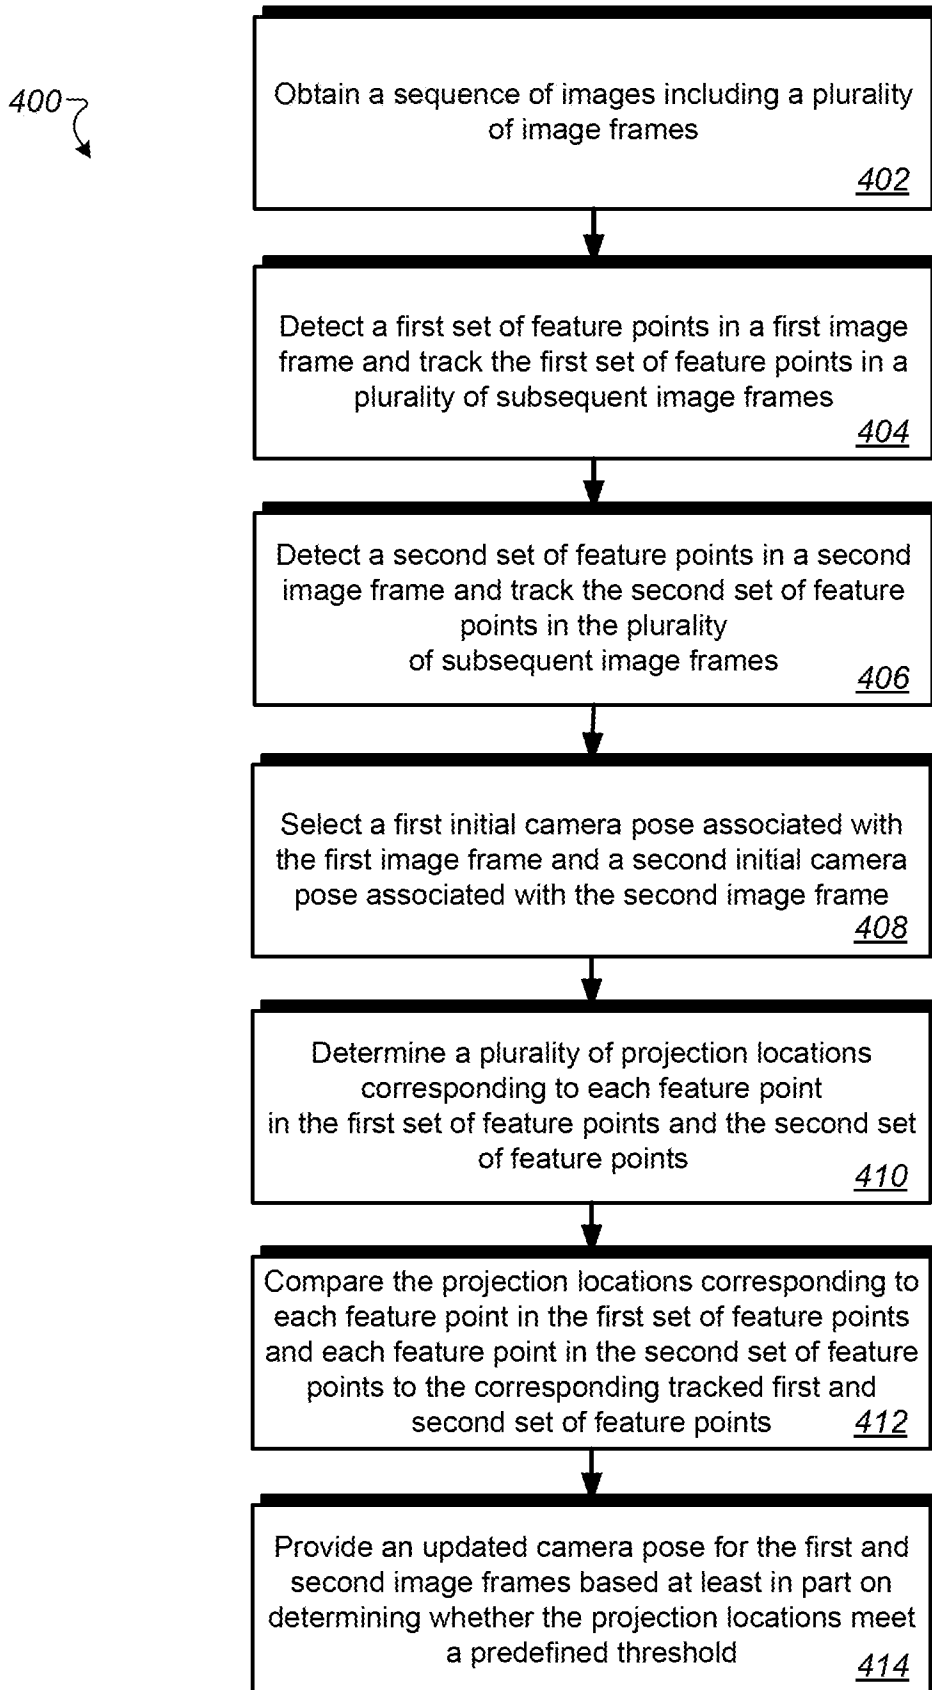 400
Obtain a sequence of images including a plurality
of image frames
402
Detect a first set of feature points in a first image
frame and track the first set of feature points in a
plurality of subsequent image frames
404
Detect a second set of feature points in a second
image frame and track the second set of feature
points in the plurality
of subsequent image frames
406
Select a first initial camera pose associated with
the first image frame and a second initial camera
pose associated with the second image frame
408
Determine a plurality of projection locations
corresponding to each feature point
in the first set of feature points and the second set
of feature points
410
Compare the projection locations corresponding to
each feature point in the first set of feature points
and each feature point in the second set of feature
points to the corresponding tracked first and
second set of feature points
412
Provide an updated camera pose for the first and
second image frames based at least in part on
determining whether the projection locations meet
a predefined threshold
414